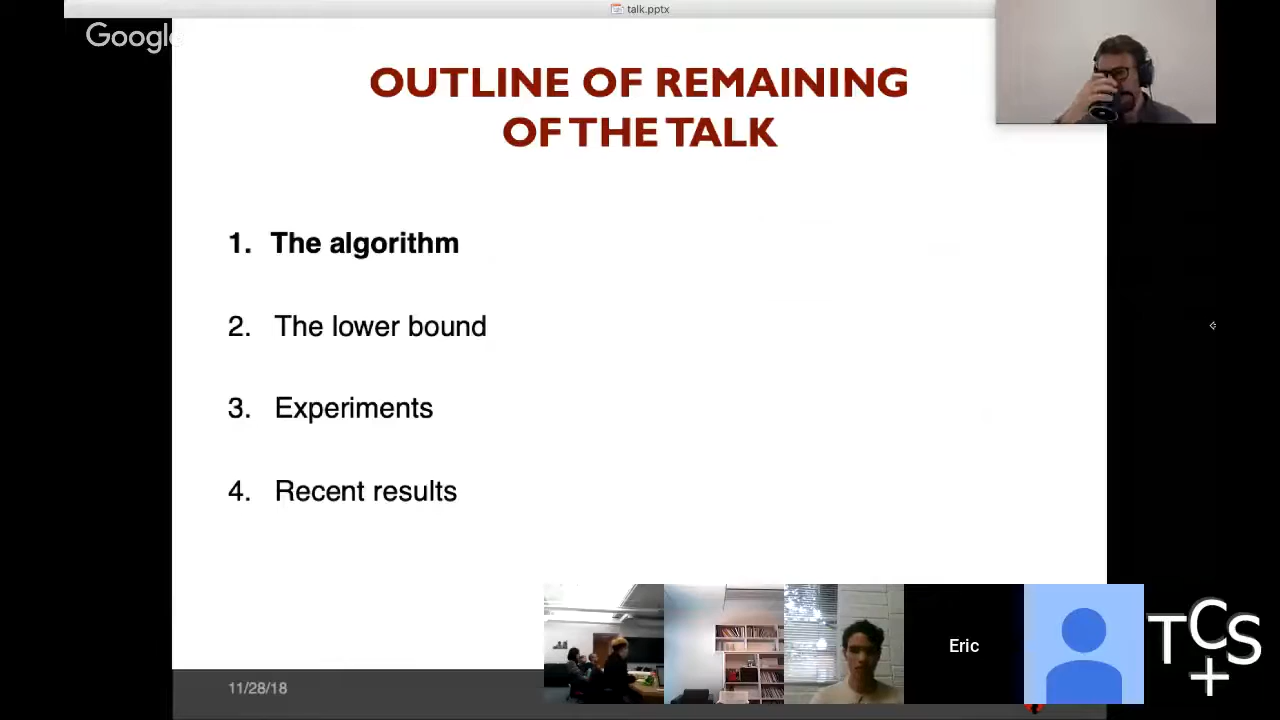 talk.pptx
Google
OUTLINE OF REMAINING
OF THE TALK
1. The algorithm
2. The lower bound
3. Experiments
4. Recent results
11/28/18
Eric
TCS
+